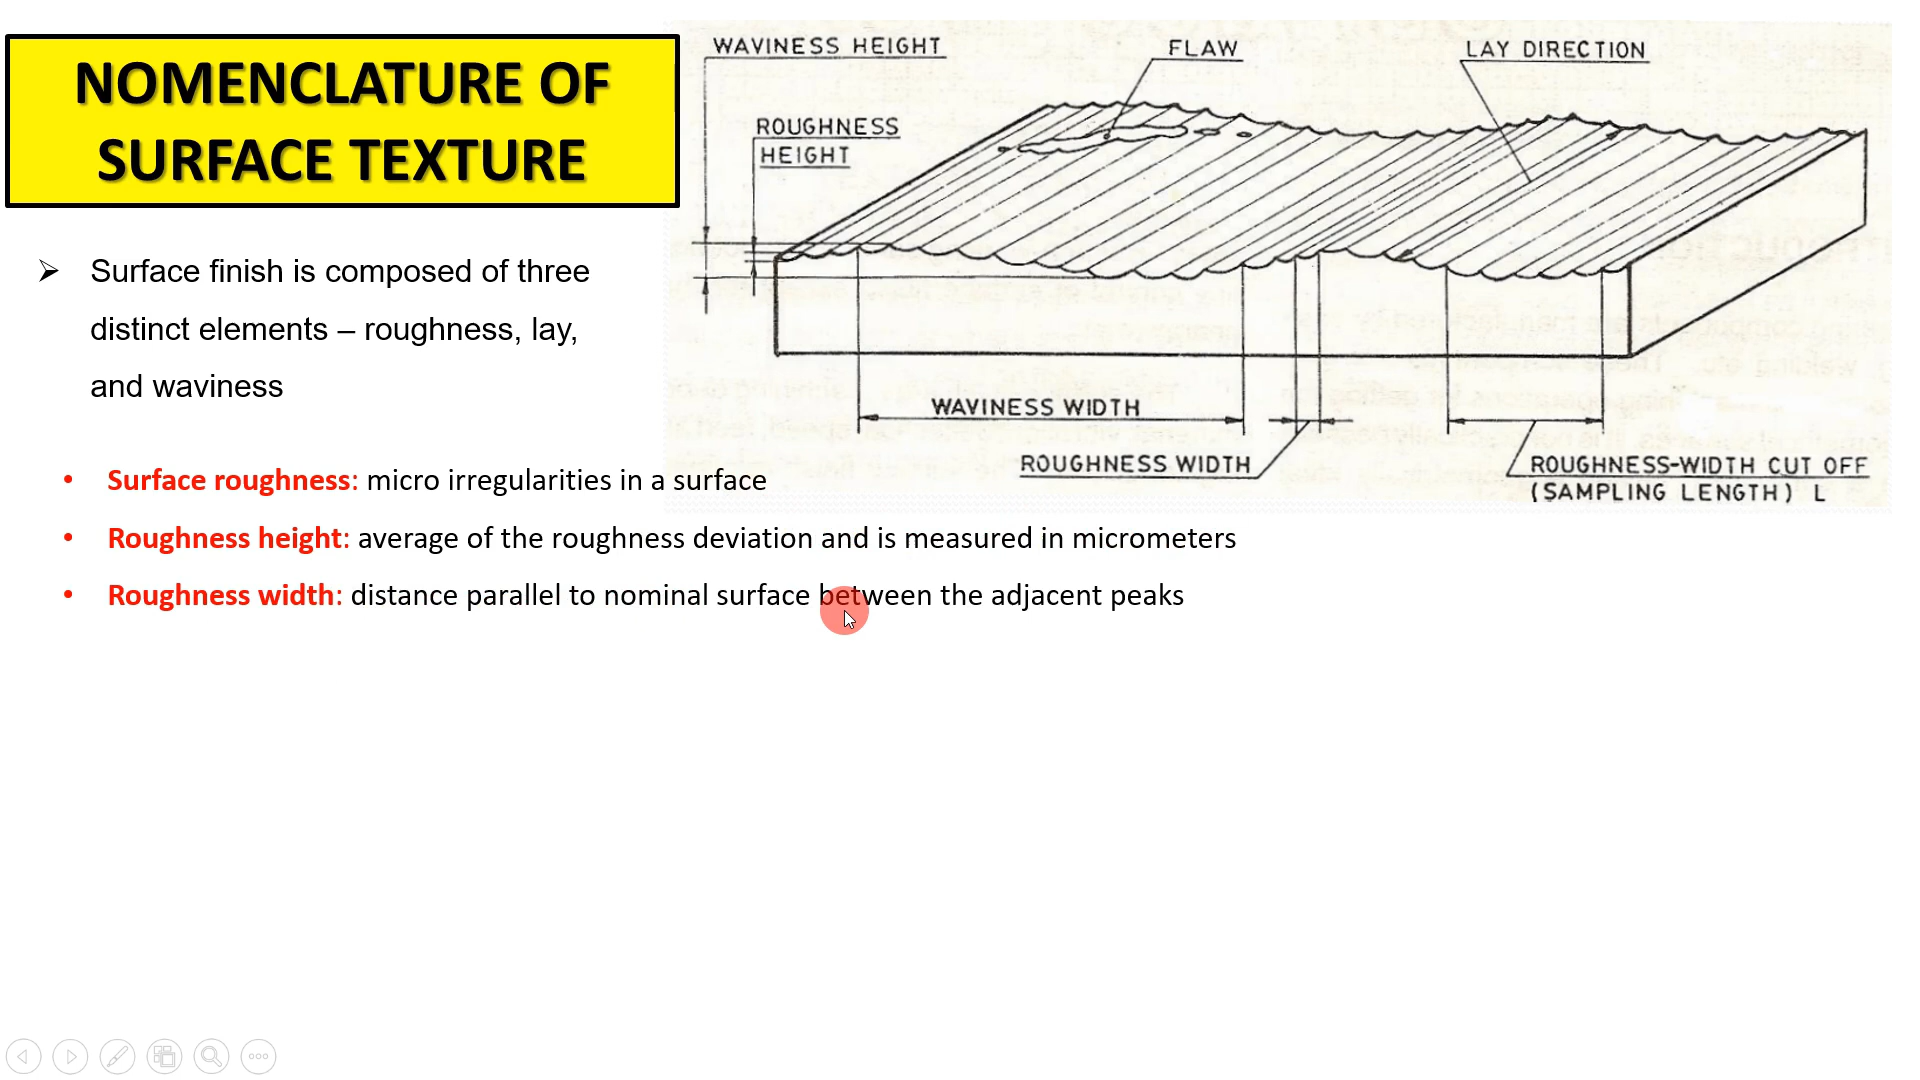 NOMENCLATURE OF
SURFACE TEXTURE
Surface finish is composed of three
distinct elements – roughness, lay,
and waviness
WAVINESS HEIGHT
FLAW
LAY DIRECTION
ROUGHNESS
HEIGHT
WAVINESS WIDTH
ROUGHNESS WIDTH
ROUGHNESS-WIDTH CUT OFF
(SAMPLING LENGTH) L
• Surface roughness: micro irregularities in a surface
• Roughness height: average of the roughness deviation and is measured in micrometers
• Roughness width: distance parallel to nominal surface between the adjacent peaks